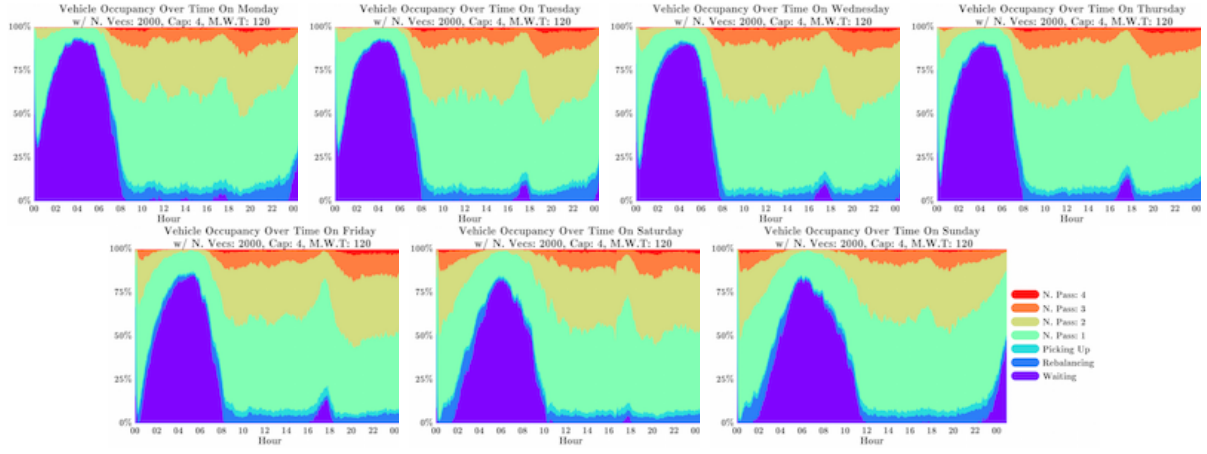 Vehicle Occupancy Over Time On Monday
w/ N. Vecs: 2000, Cap: 4, M.W.T: 120
100%
75%
50%
25%
0%
00 02 04 06 08 10 12 14 16 18 20 22 00
Hour
Vehicle Occupancy Over Time On Tuesday
w/ N. Vecs: 2000, Cap: 4, M.W.T: 120
100%
75%
50%
25%
0%
00 02 04 06 08 10 12 14 16 18 20 22 00
Hour
Vehicle Occupancy Over Time On Wednesday
w/ N. Vecs: 2000, Cap: 4, M.W.T: 120
100%
75%
50%
25%
0%
00 02 04 06 08 10 12 14 16 18 20 22 00
Hour
Vehicle Occupancy Over Time On Thursday
w/ N. Vecs: 2000, Cap: 4, M.W.T: 120
100%
75%
50%
25%
0%
00 02 04 06 08 10 12 14 16 18 20 22 00
Hour
Vehicle Occupancy Over Time On Friday
w/ N. Vecs: 2000, Cap: 4, M.W.T: 120
100%
75%
50%
25%
0%
00 02 04 06 08 10 12 14 16 18 20 22 00
Hour
Vehicle Occupancy Over Time On Saturday
w/ N. Vecs: 2000, Cap: 4, M.W.T: 120
100%
75%
50%
25%
0%
00 02 04 06 08 10 12 14 16 18 20 22 00
Hour
Vehicle Occupancy Over Time On Sunday
w/ N. Vecs: 2000, Cap: 4, M.W.T: 120
100%
75%
50%
25%
0%
00 02 04 06 08 10 12 14 16 18 20 22 00
Hour
N. Pass: 4
N. Pass: 3
N. Pass: 2
N. Pass: 1
Picking Up
Rebalancing
Waiting